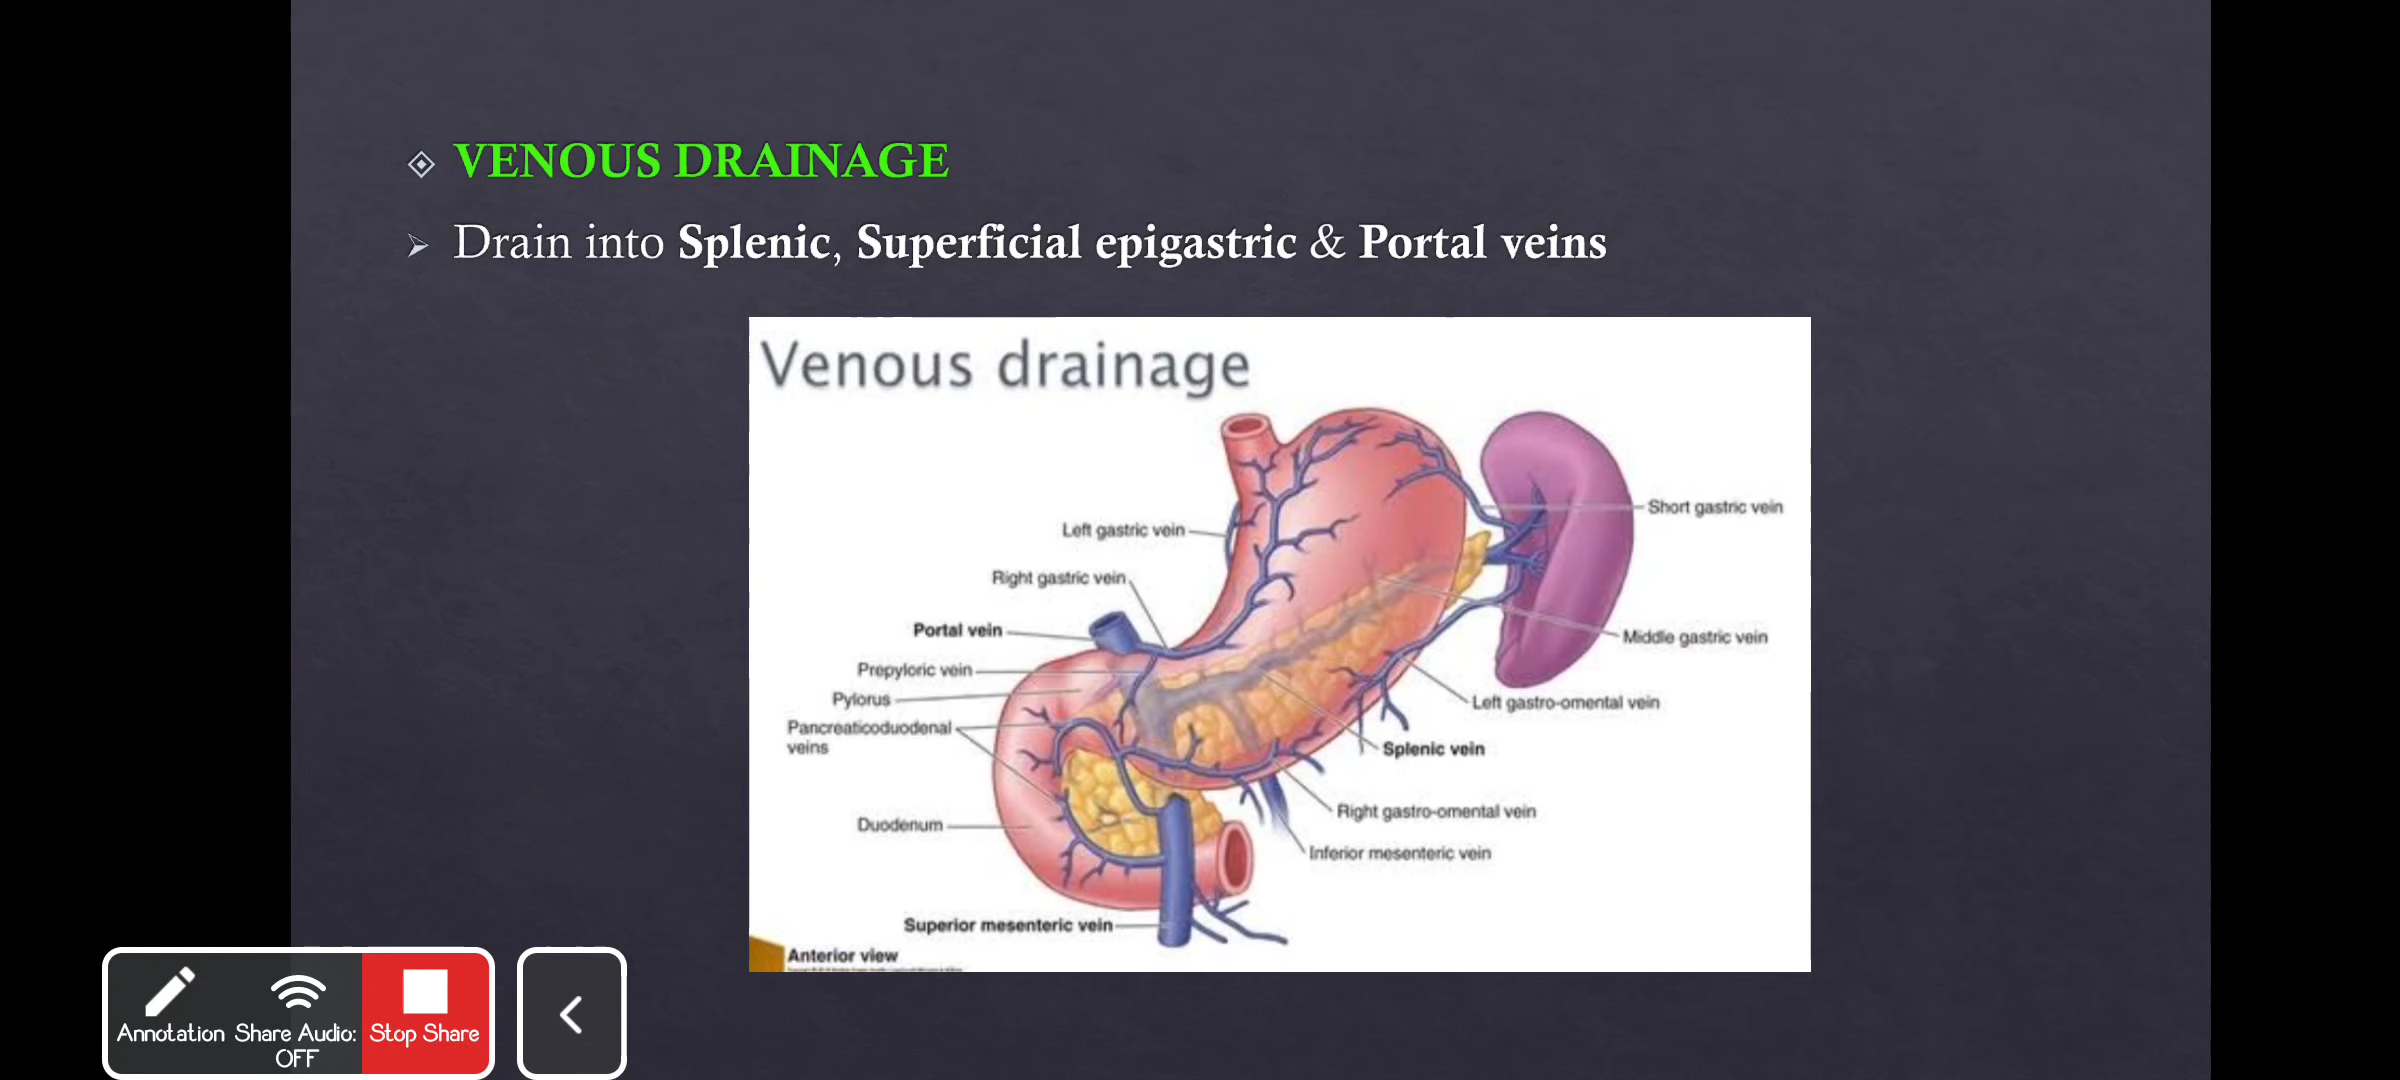 VENOUS DRAINAGE
Drain into Splenic, Superficial epigastric & Portal veins
Venous drainage
Short gastric vein
Left gastric vein
Right gastric vein
Portal vein
Middle gastric vein
Prepyloric vein
Pylorus
Left gastro-omental vein
Pancreaticoduodenal
veins
Splenic vein
Right gastro-omental vein
Duodenum
Inferior mesenteric vein
Superior mesenteric vein
Anterior view
Annotation
Share Audio:
OFF
Stop Share